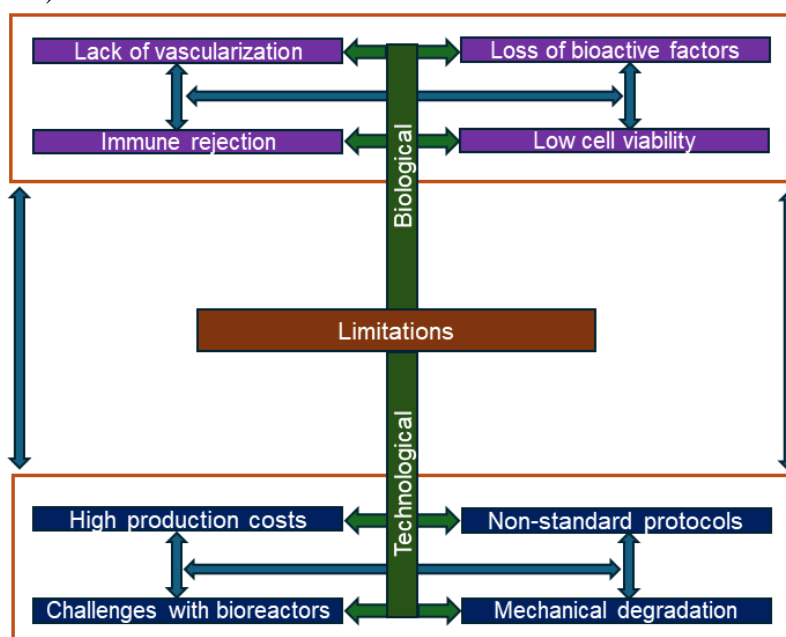 Lack of vascularization
Loss of bioactive factors
Immune rejection
Low cell viability
Biological
Limitations
Technological
High production costs
Non-standard protocols
Challenges with bioreactors
Mechanical degradation